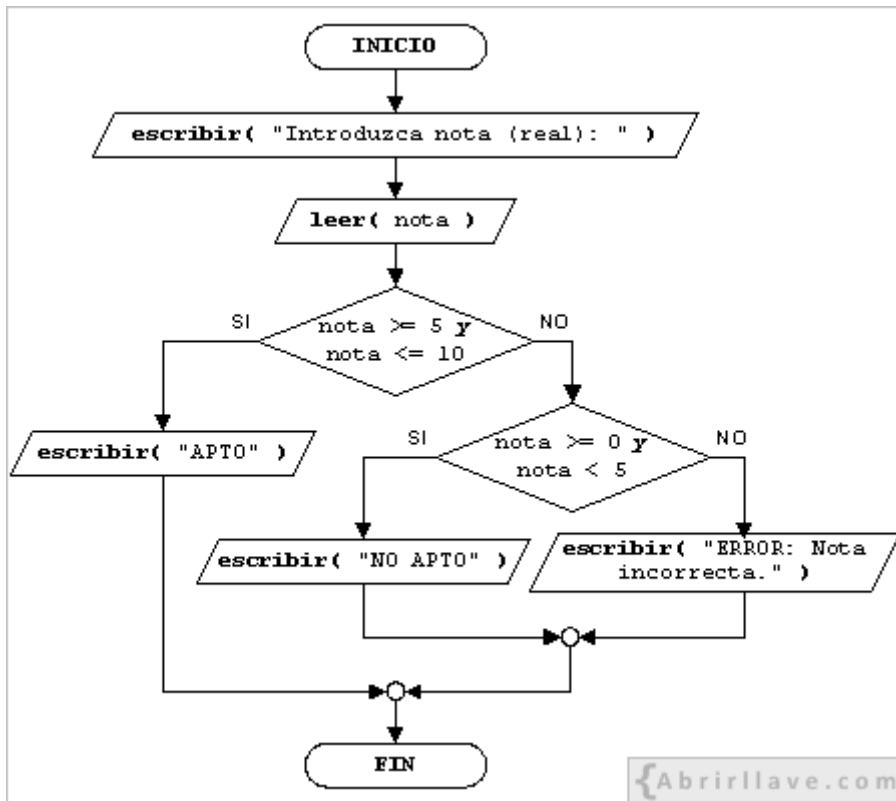 INICIO
escribir( "Introduzca nota (real): " )
leer( nota )
SI
nota >= 5 y
nota <= 10
NO
escribir( "APTO" )
SI
nota >= 0 y
nota < 5
NO
escribir( "NO APTO" )
escribir( "ERROR: Nota
incorrecta." )
FIN
{Abrirllave.com